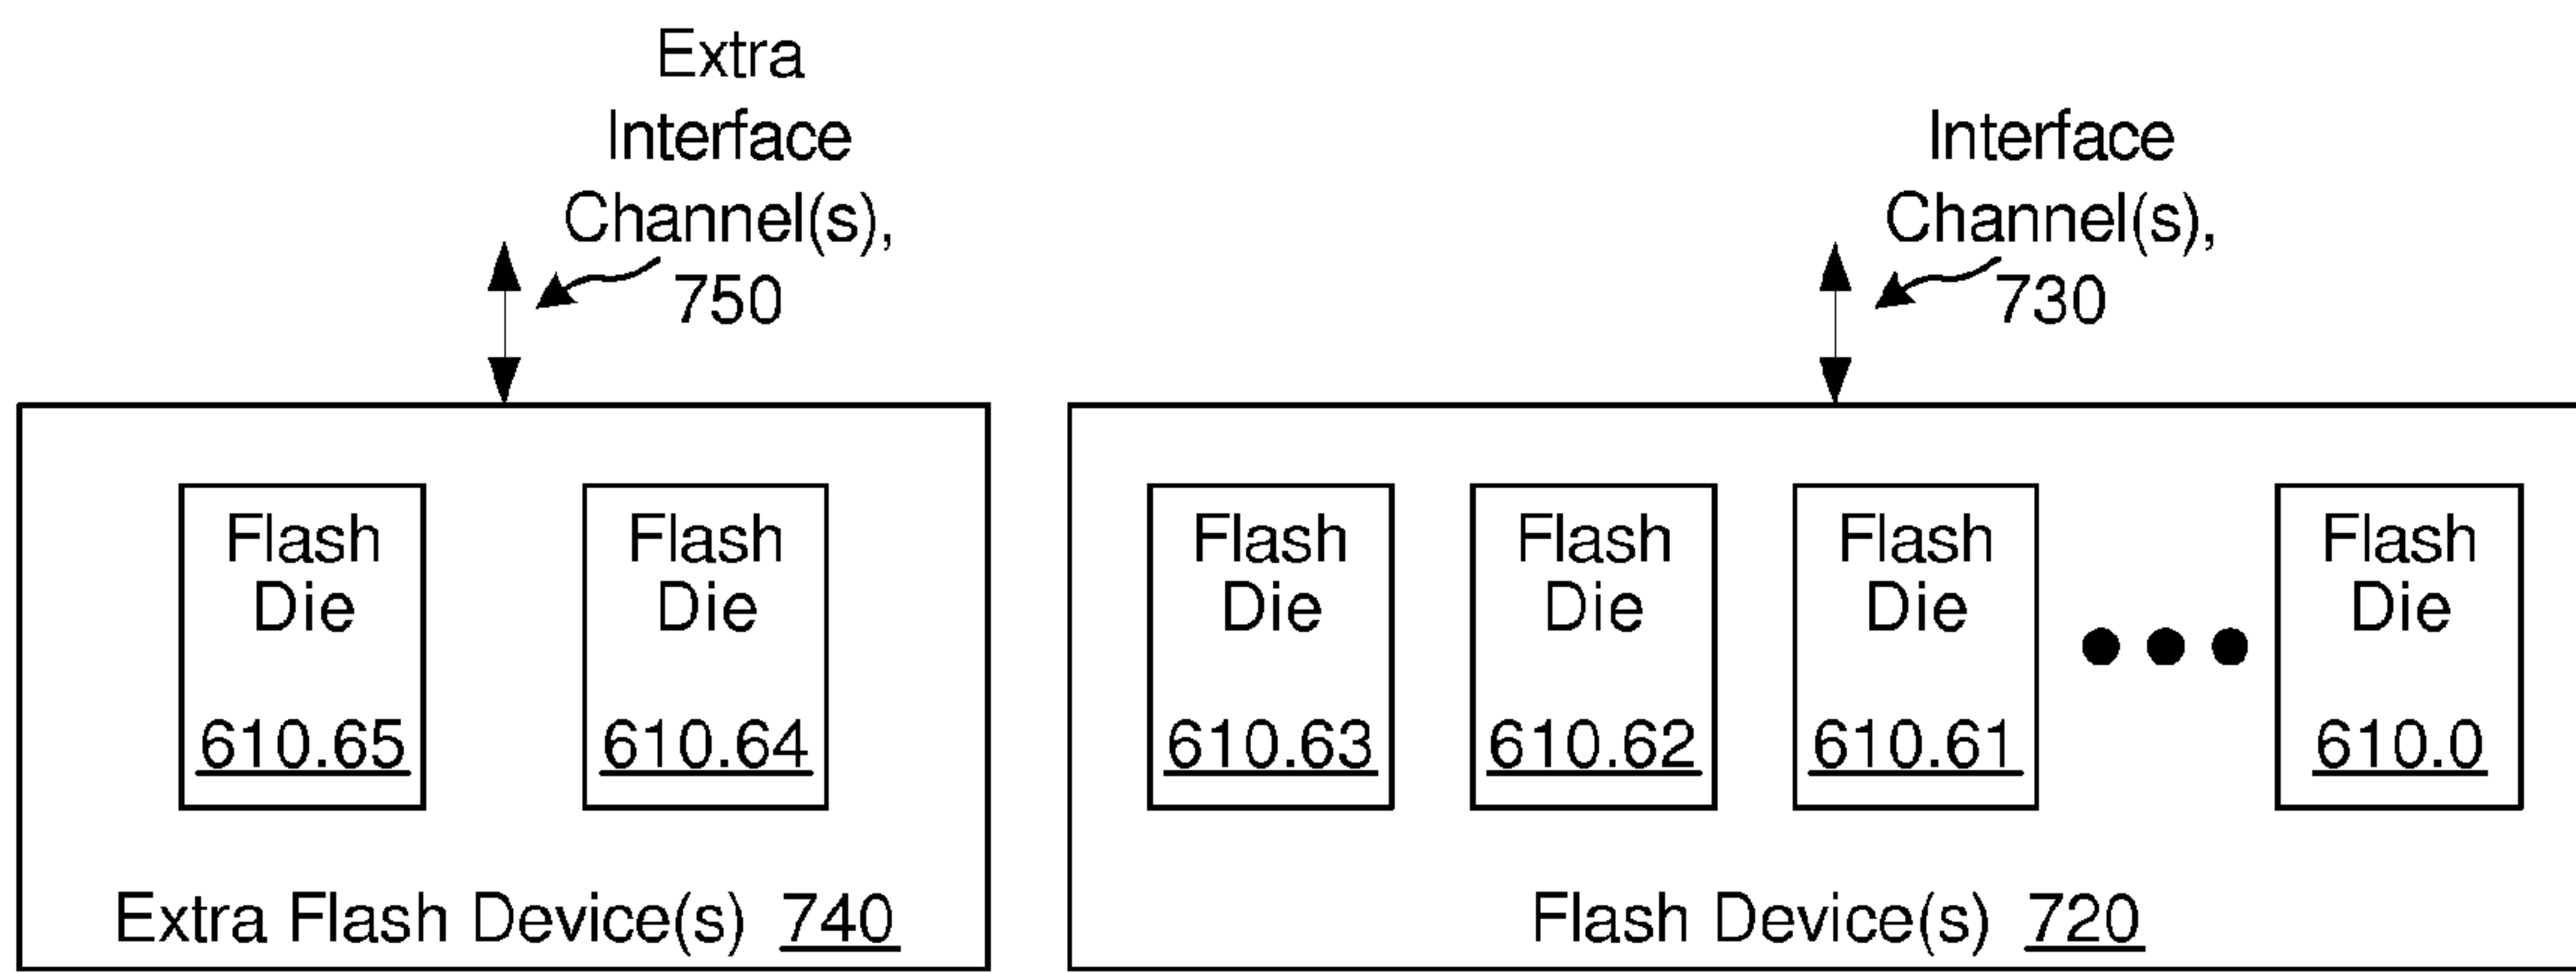 Extra
Interface
Channel(s),
750
Interface
Channel(s),
730
Flash
Die
610.65
Flash
Die
610.64
Extra Flash Device(s) 740
Flash
Die
610.63
Flash
Die
610.62
Flash
Die
610.61
Flash
Die
610.0
Flash Device(s) 720